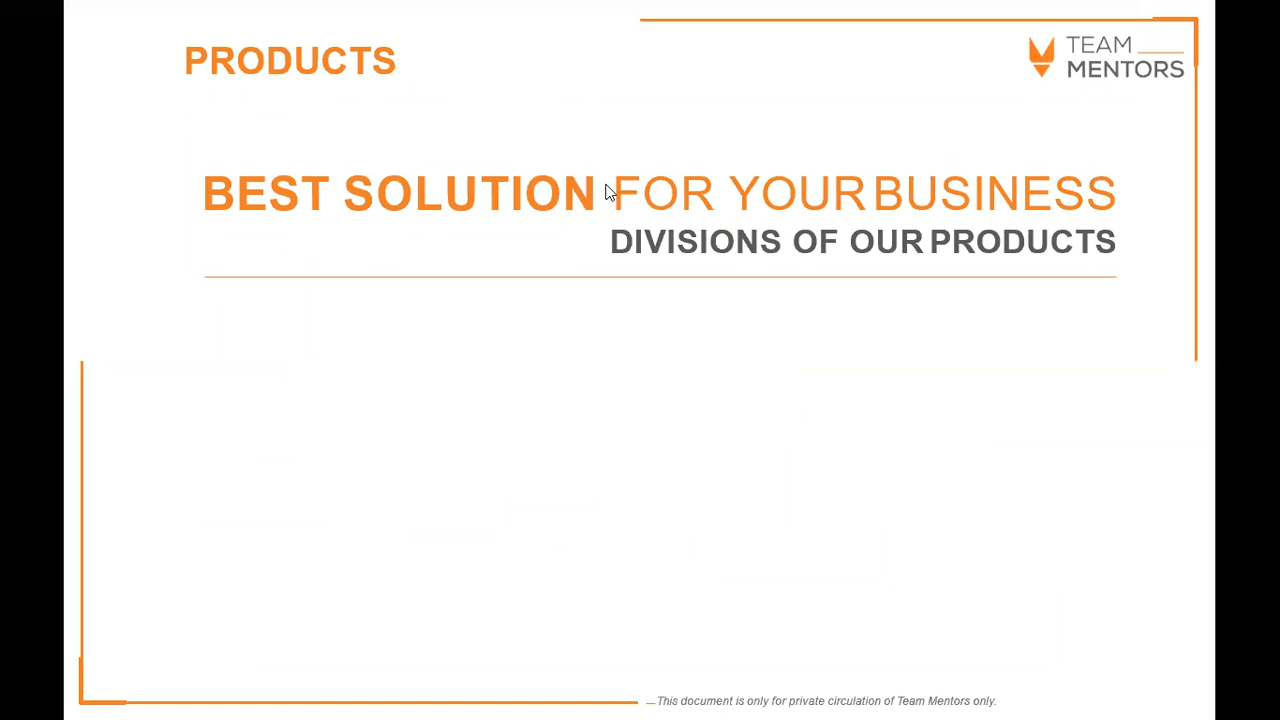 PRODUCTS
TEAM
MENTORS
BEST SOLUTION FOR YOUR BUSINESS
DIVISIONS OF OUR PRODUCTS
This document is only for private circulation of Team Mentors only.